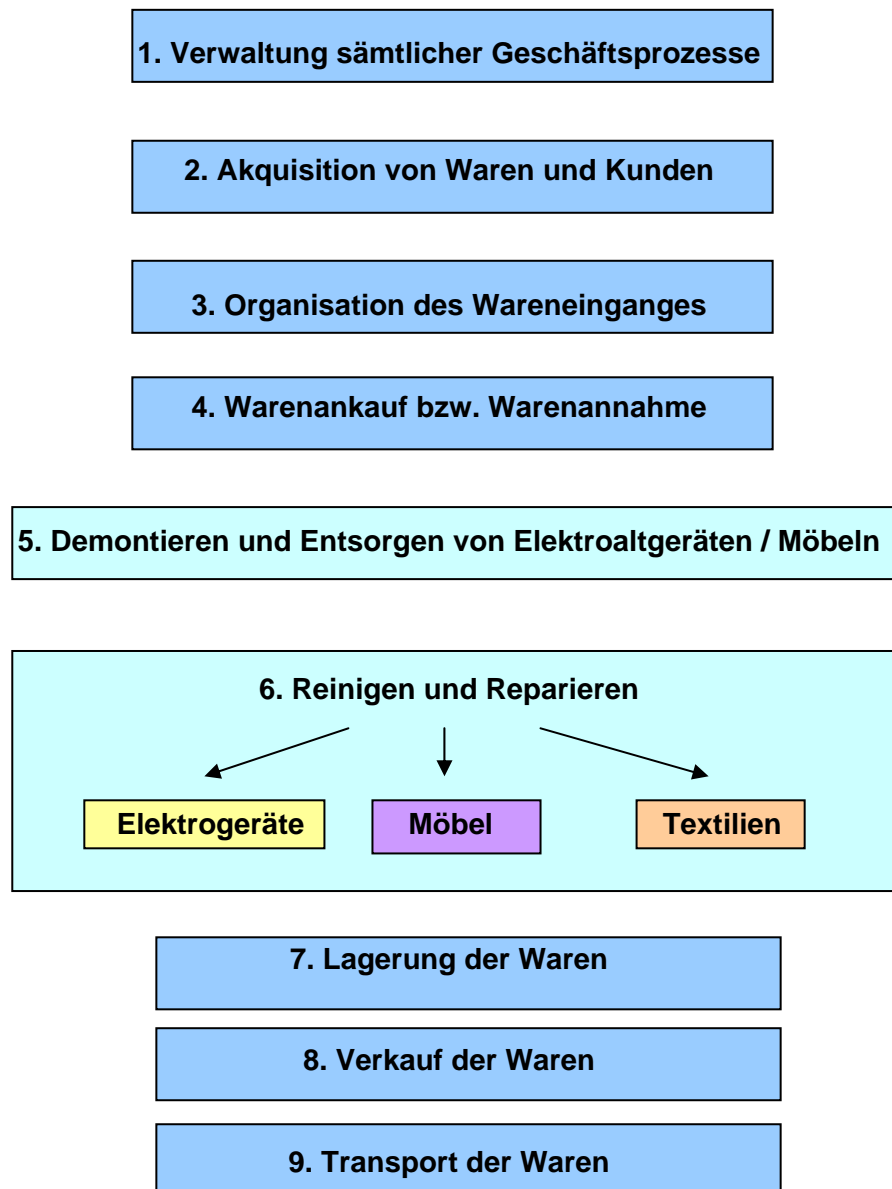 1. Verwaltung sämtlicher Geschäftsprozesse
2. Akquisition von Waren und Kunden
3. Organisation des Wareneinganges
4. Warenankauf bzw. Warenannahme
5. Demontieren und Entsorgen von Elektroaltgeräten / Möbeln
6. Reinigen und Reparieren
Elektrogeräte
Möbel
Textilien
7. Lagerung der Waren
8. Verkauf der Waren
9. Transport der Waren